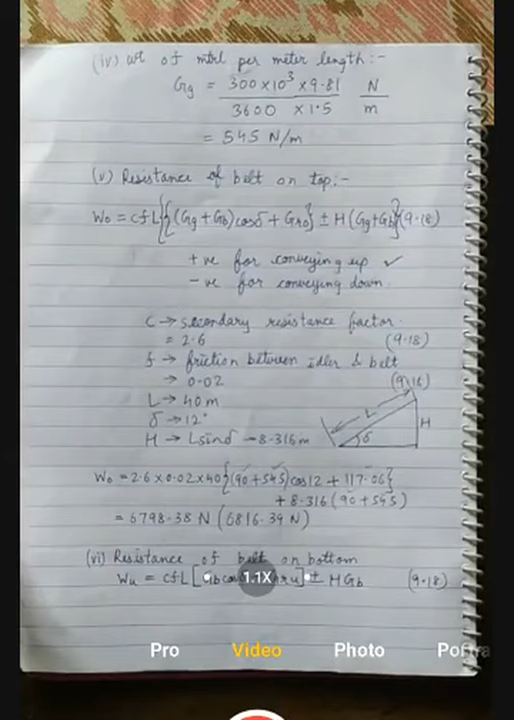 (iv) wt of mtrl per meter length:-
Gg = 300×10³×9.81 / 3600 ×1.5 N/m
= 545 N/m
(v) Resistance of belt on top:-
Wo = cfL{{(Gg+Gb)cosδ + Gro} ± H(Gg+Gb} (9.18)
+ve for conveying up ✓
-ve for conveying down.
C → secondary resistance factor.
= 2.6 (9.18)
f → friction between idler & belt
→ 0.02 (9.18)
L → 40m
δ → 12°
H → Lsinδ → 8.316m
L
H
δ
Wo = 2.6×0.02×40{(90+545)cos12 + 117.06}
+ 8.316(90+545)
= 6798.38 N (6816.39 N)
(vi) Resistance of belt on bottom
Wu = cfL[ ] ± HGb (9.18)
1.1X
Pro Video Photo